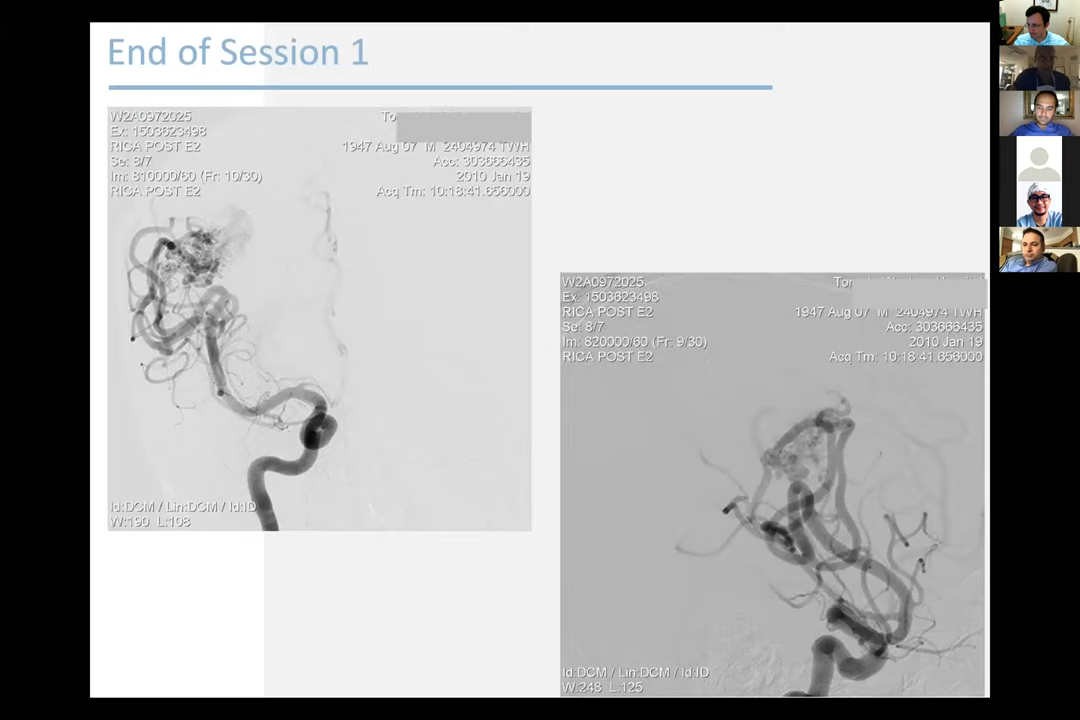 End of Session 1
W2A0972025
Ex: 1503623498
RICA POST E2
Se: 8/7
Im: 810000/60 (Fr: 10/30)
RICA POST E2
To
1947 Aug 07 M 2404974 TWH
Acc: 303666435
2010 Jan 19
Acq Tm: 10:18:41.656000
Id:DCM / Lin:DCM / Id:ID
W:190 L:108
W2A0972025
Ex: 1503623498
RICA POST E2
Se: 8/7
Im: 820000/60 (Fr: 9/30)
RICA POST E2
Tor
1947 Aug 07 M 2404974 TWH
Acc: 303666435
2010 Jan 19
Acq Tm: 10:18:41.656000
Id:DCM / Lin:DCM / Id:ID
W:248 L:125